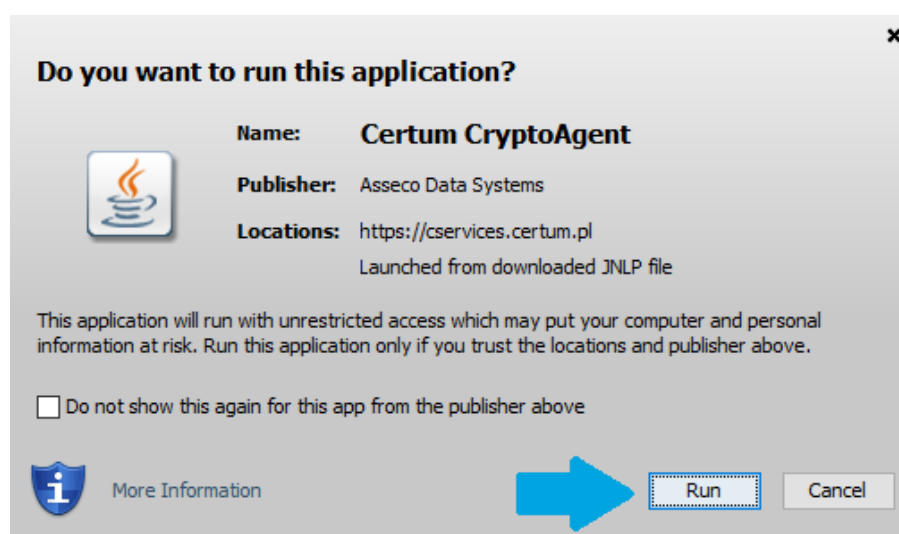 Do you want to run this application?
Name: Certum CryptoAgent
Publisher: Asseco Data Systems
Locations: https://cservices.certum.pl
Launched from downloaded JNLP file
This application will run with unrestricted access which may put your computer and personal
information at risk. Run this application only if you trust the locations and publisher above.
Do not show this again for this app from the publisher above
More Information
Run
Cancel